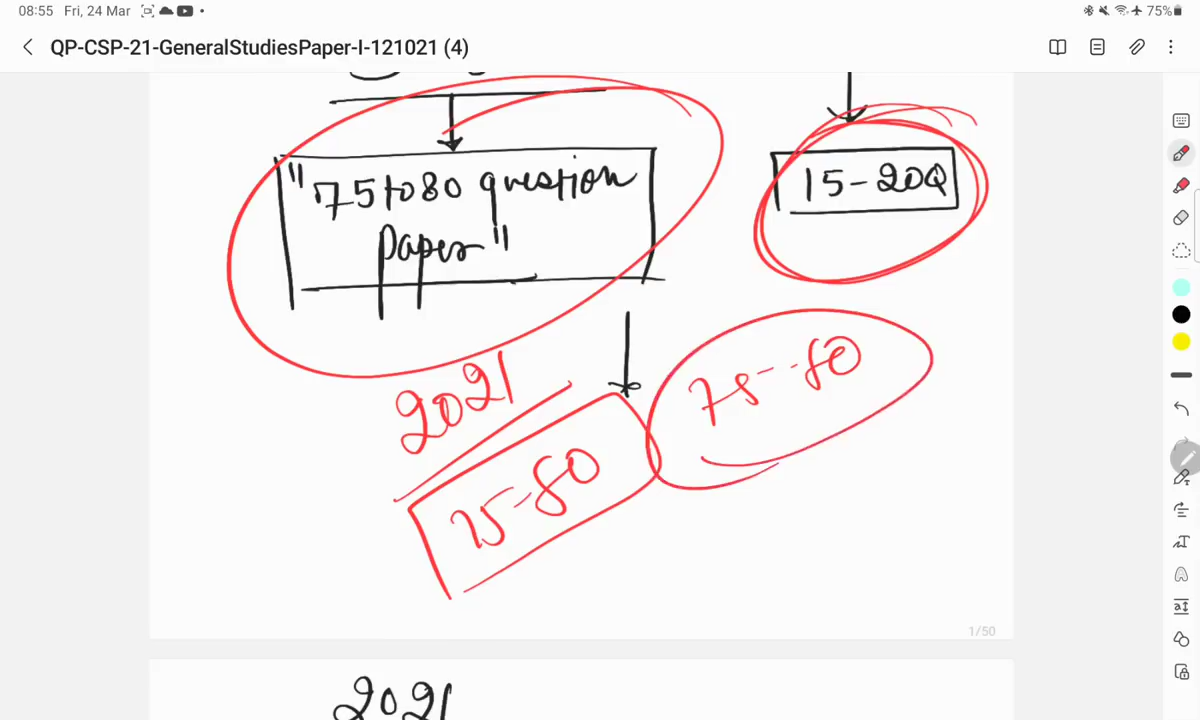 08:55 Fri, 24 Mar
75%
QP-CSP-21-GeneralStudiesPaper-I-121021 (4)
"75 to 80 question
paper"
15-20Q
2021
75--80
75-80
1/50
2021